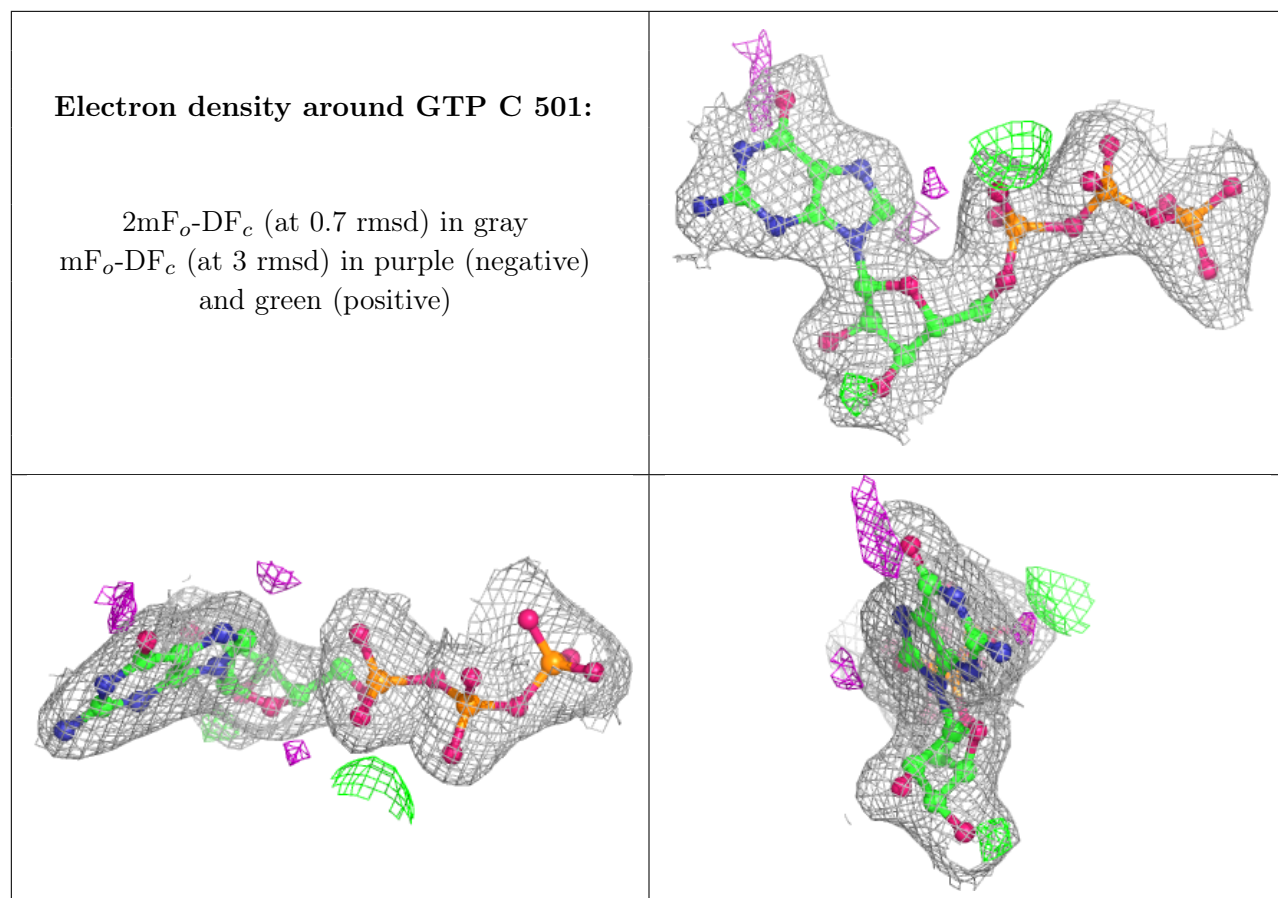 Electron density around GTP C 501:
2mFo-DFc (at 0.7 rmsd) in gray
mFo-DFc (at 3 rmsd) in purple (negative)
and green (positive)